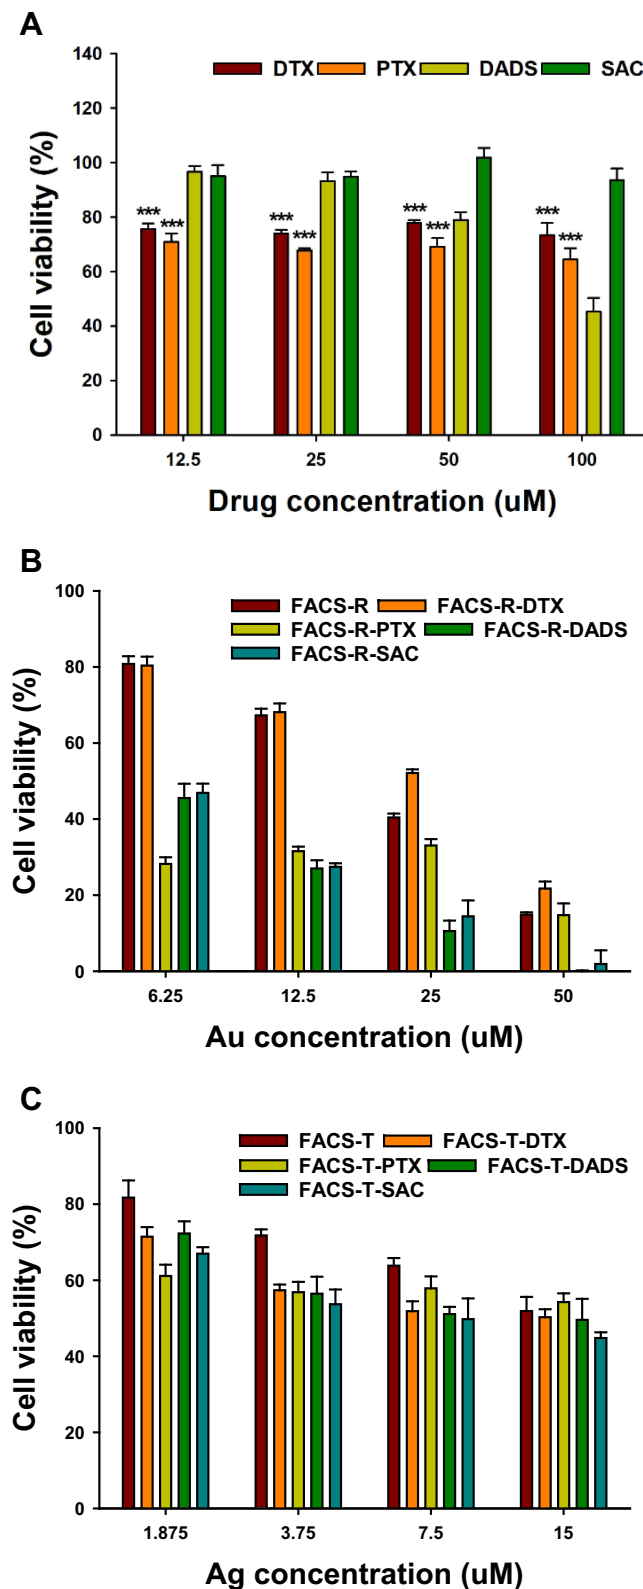 A
140
DTX PTX DADS SAC
120
100
80
60
40
20
0
*** *** *** *** *** *** *** ***
12.5 25 50 100
Cell viability (%)
Drug concentration (uM)
B
100
FACS-R FACS-R-DTX
FACS-R-PTX FACS-R-DADS
FACS-R-SAC
80
60
40
20
0
6.25 12.5 25 50
Cell viability (%)
Au concentration (uM)
C
100
FACS-T FACS-T-DTX
FACS-T-PTX FACS-T-DADS
FACS-T-SAC
80
60
40
20
0
1.875 3.75 7.5 15
Cell viability (%)
Ag concentration (uM)